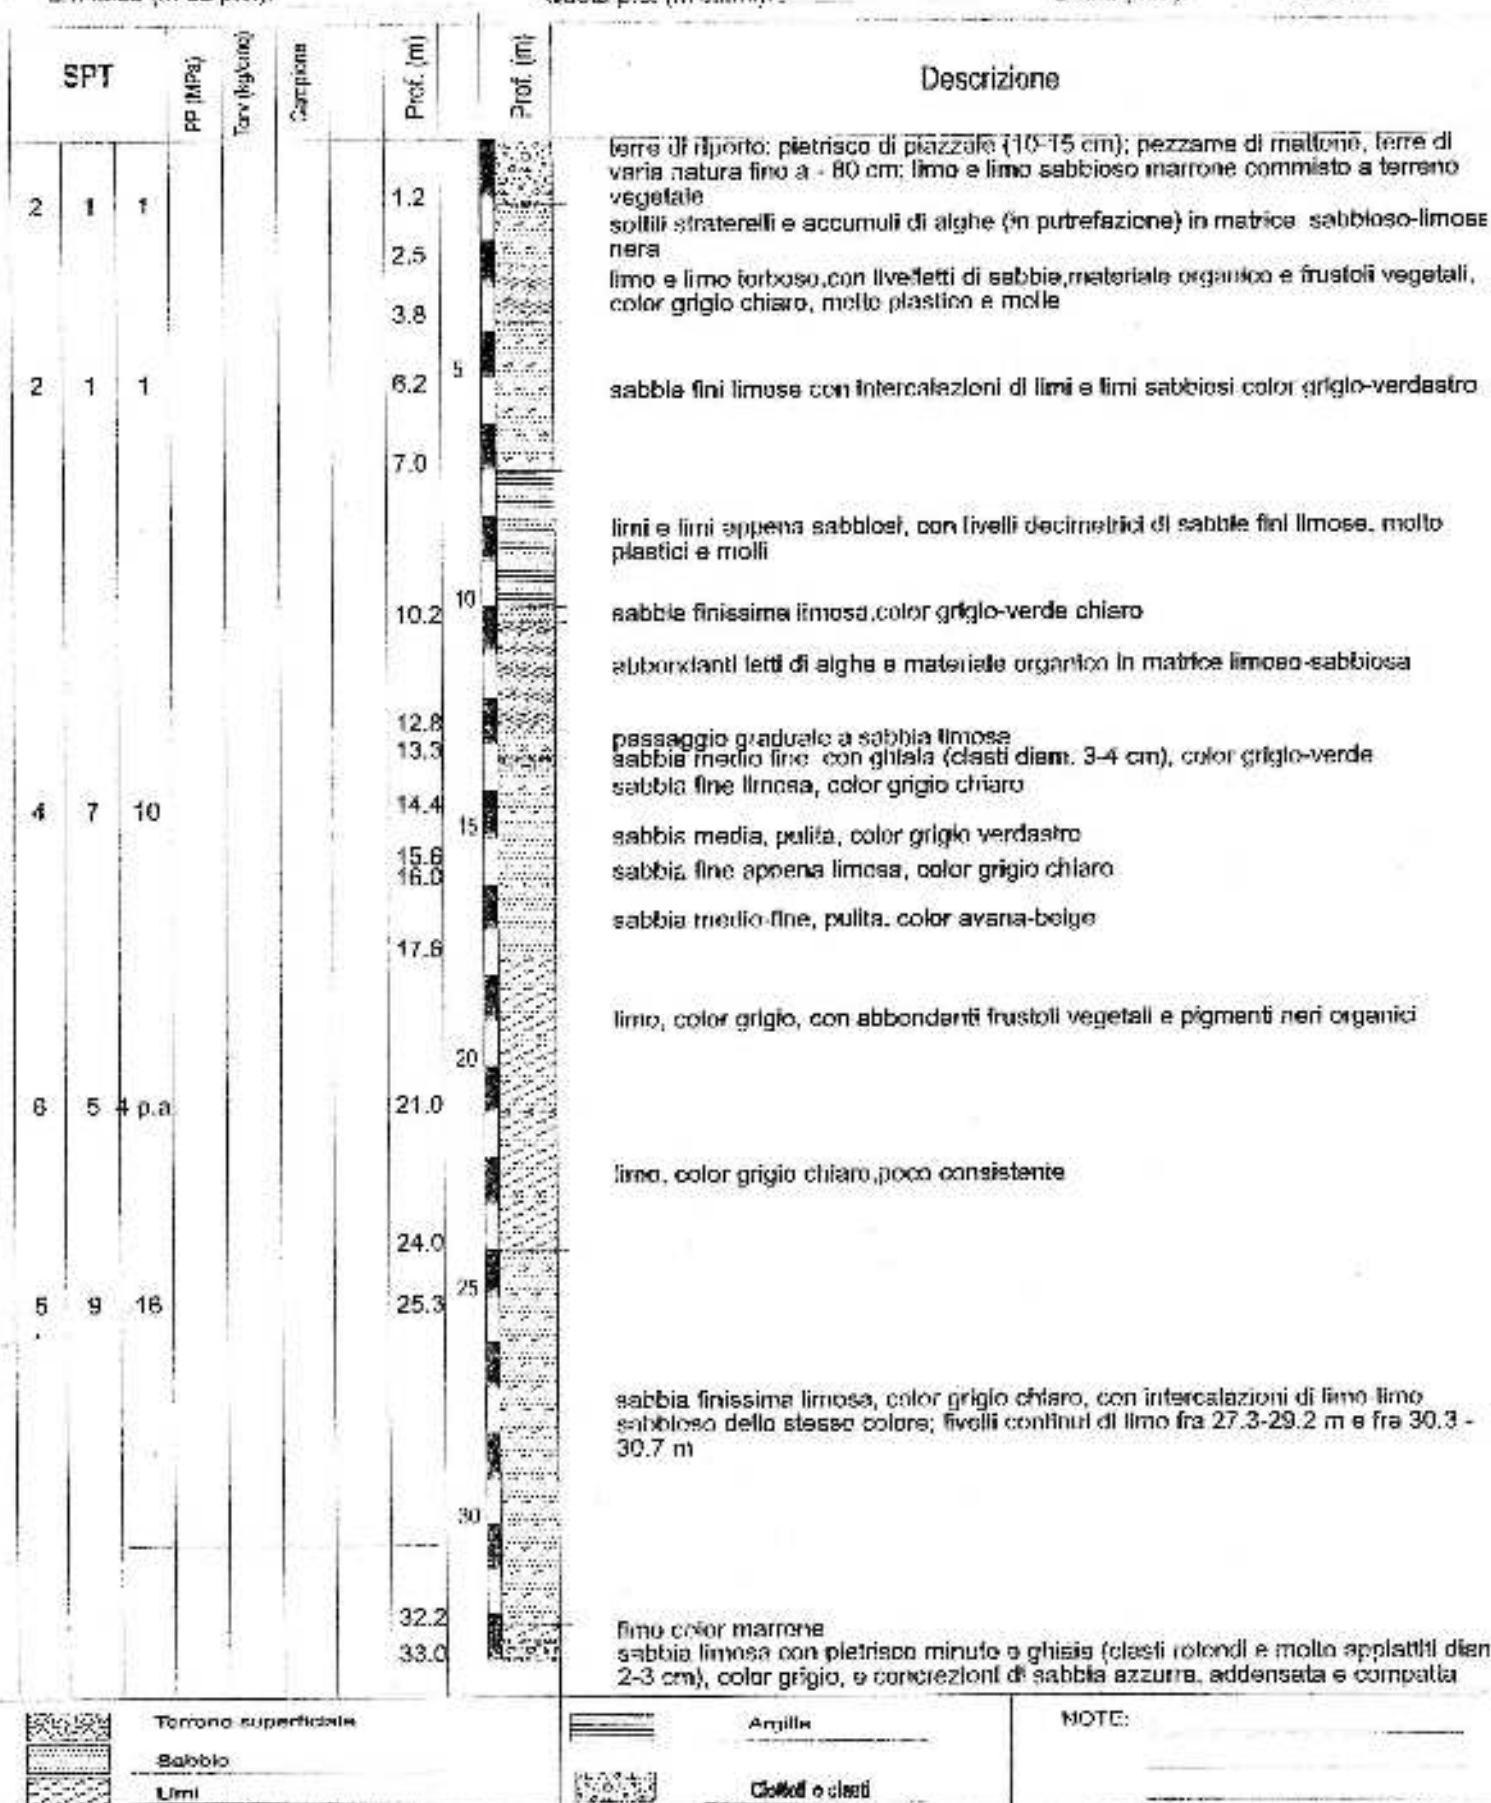 SPT
PP (MPa)
Torv (kg/cmq)
Campione
Prof. (m)
Prof. (m)
Descrizione
terre di riporto: pietrisco di piazzale (10-15 cm); pezzame di mattone, terre di
varia natura fino a - 80 cm; limo e limo sabbioso marrone commisto a terreno
vegetale
2 1 1
1.2
sottili straterelli e accumuli di alghe (in putrefazione) in matrice sabbioso-limosa
nera
2.5
limo e limo torboso,con livelletti di sabbie,materiale organico e frustoli vegetali,
color grigio chiaro, molto plastico e molle
3.8
5
2 1 1
6.2
sabbie fini limose con intercalazioni di limi e limi sabbiosi color grigio-verdastro
7.0
limi e limi appena sabbiosi, con livelli decimetrici di sabbie fini limose, molto
plastici e molli
10
10.2
sabbia finissima limosa,color grigio-verde chiaro
abbondanti letti di alghe e materiale organico in matrice limoso-sabbiosa
12.8
passaggio graduale a sabbia limosa
13.3
sabbia medio fine con ghiaia (clasti diam. 3-4 cm), color grigio-verde
sabbia fine limosa, color grigio chiaro
4 7 10
14.4
15
sabbia media, pulita, color grigio verdastro
15.6
sabbia fine appena limosa, color grigio chiaro
16.0
sabbia medio-fine, pulita, color avana-beige
17.6
limo, color grigio, con abbondanti frustoli vegetali e pigmenti neri organici
20
6 5 4 p.a
21.0
limo, color grigio chiaro,poco consistente
24.0
25
5 9 16
25.3
sabbia finissima limosa, color grigio chiaro, con intercalazioni di limo-limo
sabbioso dello stesso colore; livelli continui di limo fra 27.3-29.2 m e fra 30.3 -
30.7 m
30
32.2
limo color marrone
33.0
sabbia limosa con pietrisco minuto e ghiaia (clasti rotondi e molto appiattiti diam
2-3 cm), color grigio, e concrezioni di sabbia azzurra, addensata e compatta
Terreno superficiale
Argille
NOTE:
Sabbie
Limi
Ciottoli o clasti